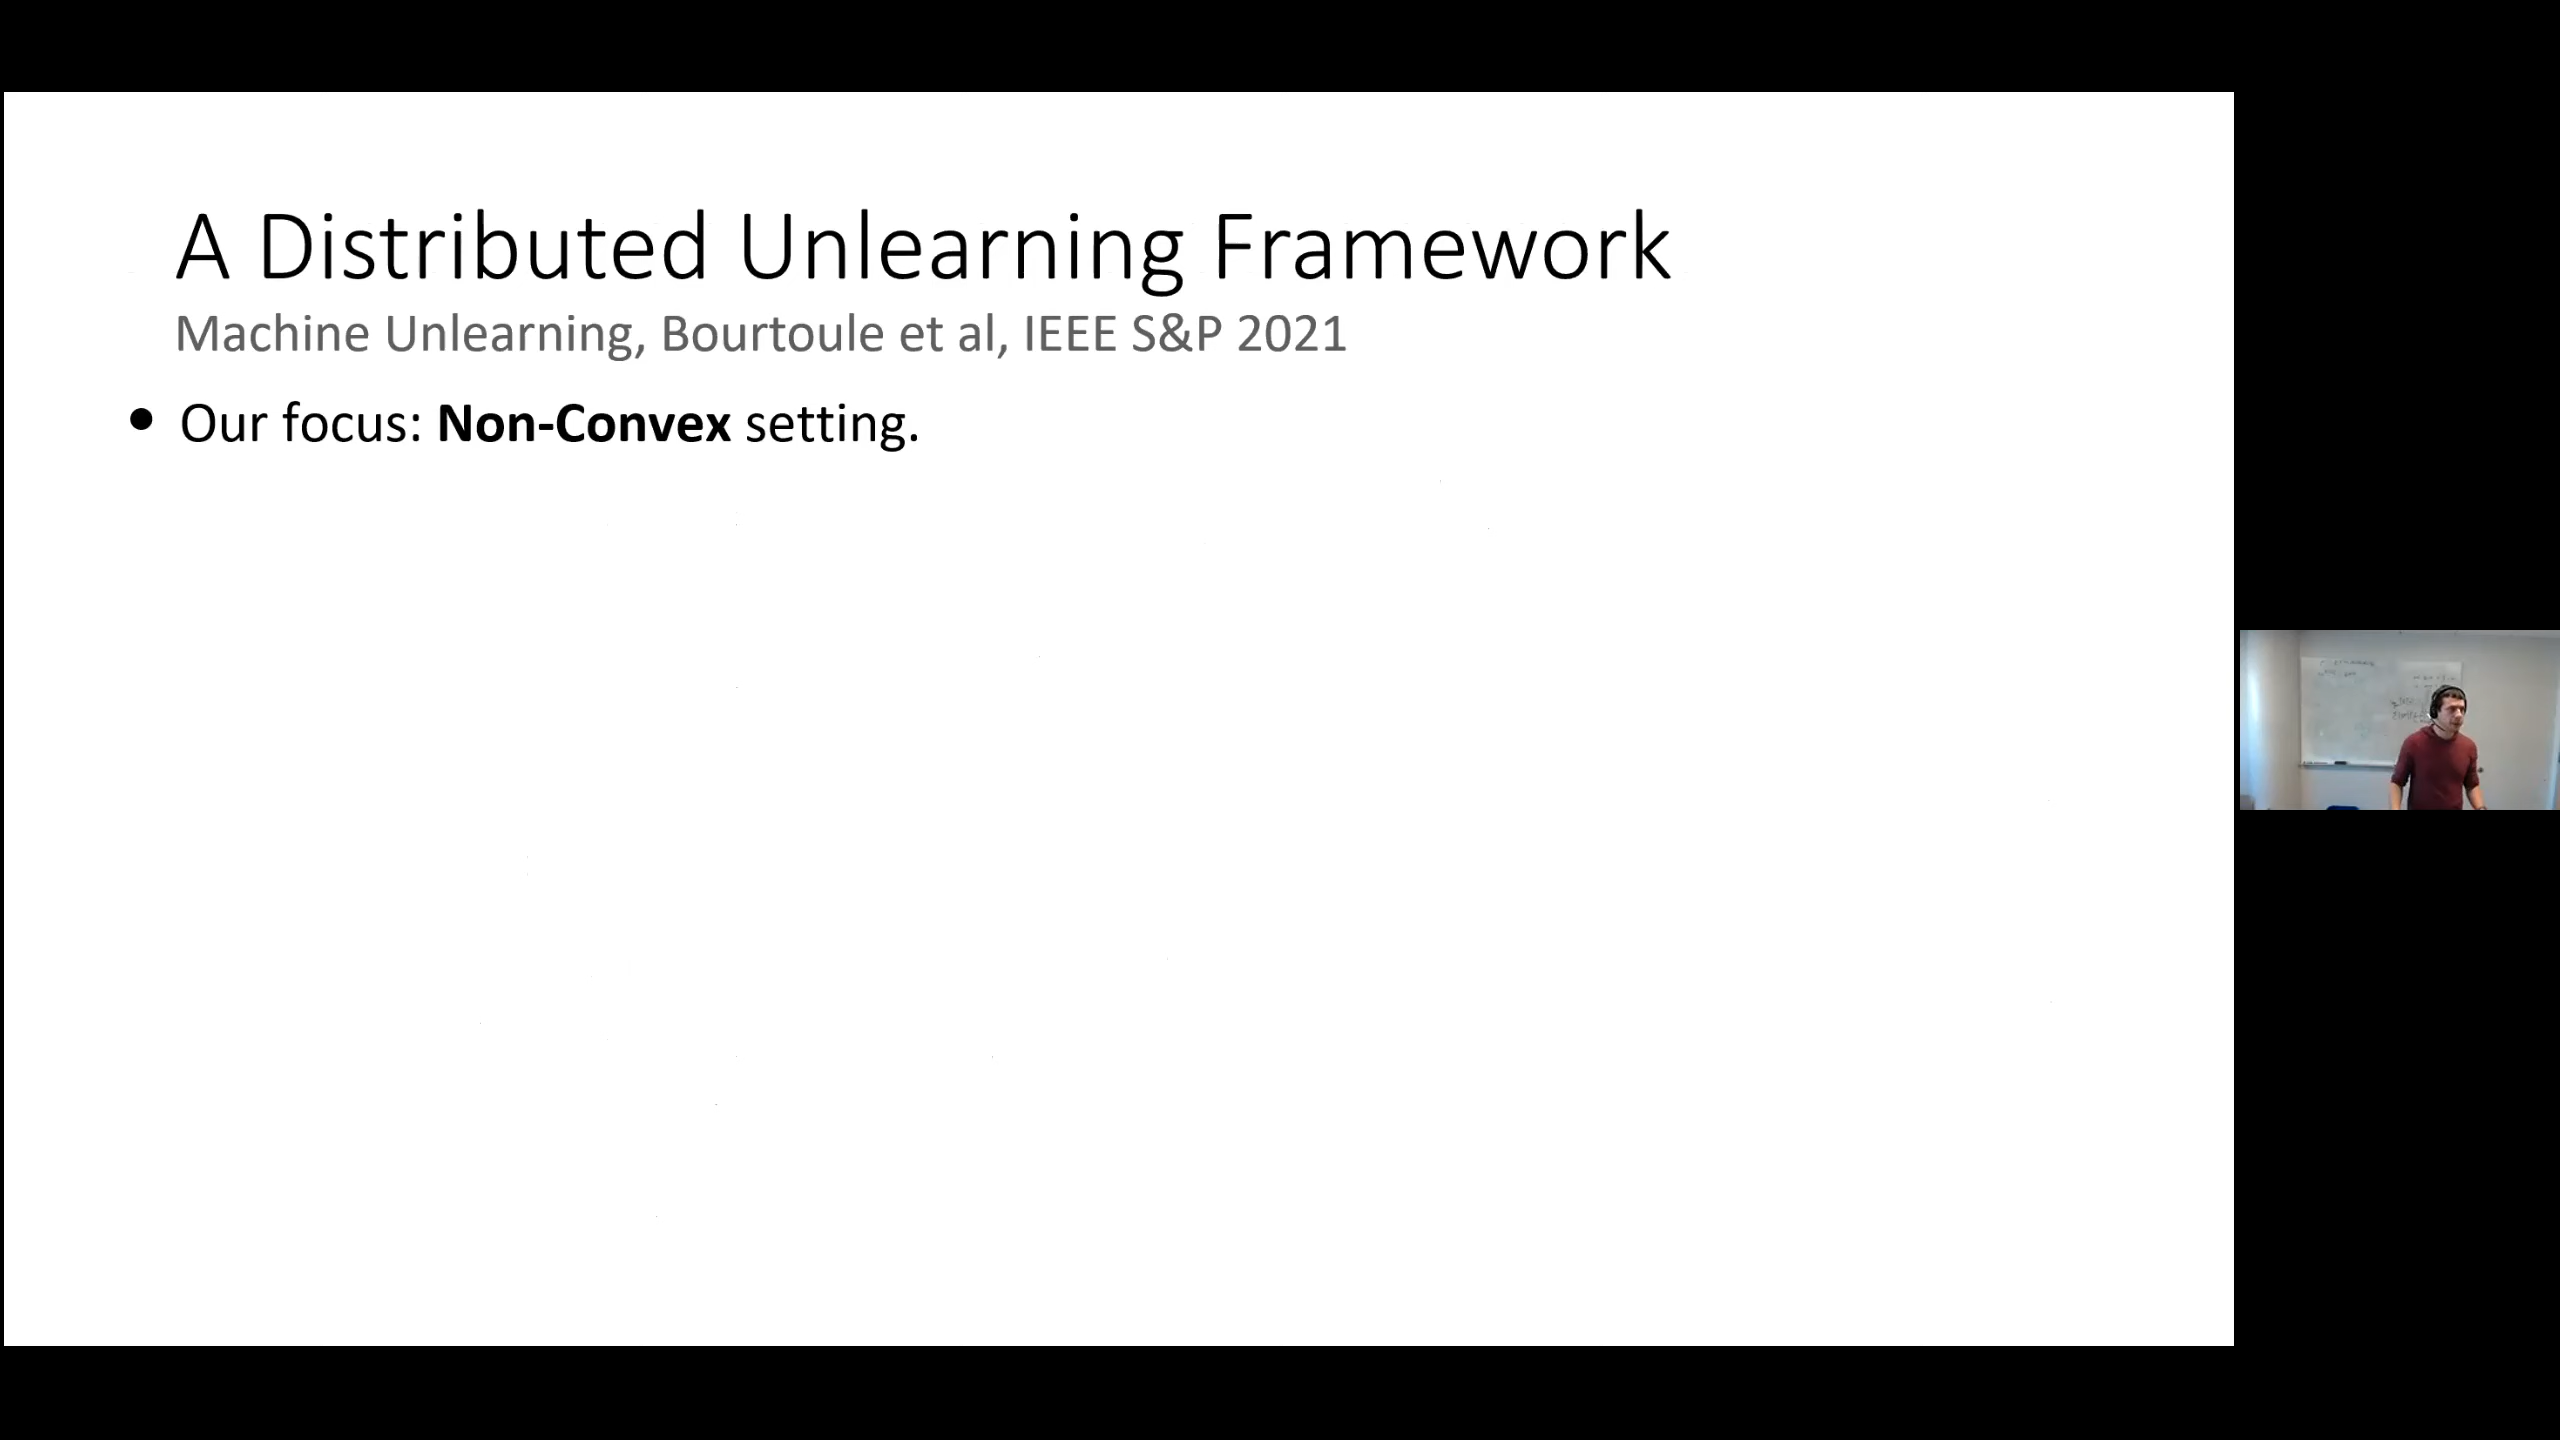 A Distributed Unlearning Framework
Machine Unlearning, Bourtoule et al, IEEE S&P 2021
• Our focus: Non-Convex setting.